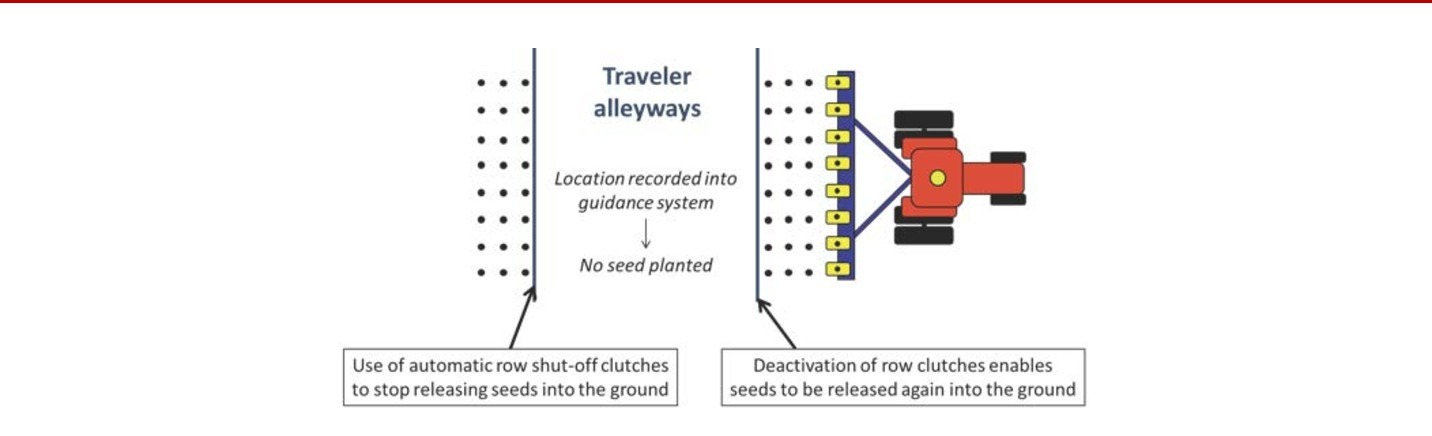 Traveler
alleyways
Location recorded into
guidance system
No seed planted
Use of automatic row shut-off clutches
to stop releasing seeds into the ground
Deactivation of row clutches enables
seeds to be released again into the ground